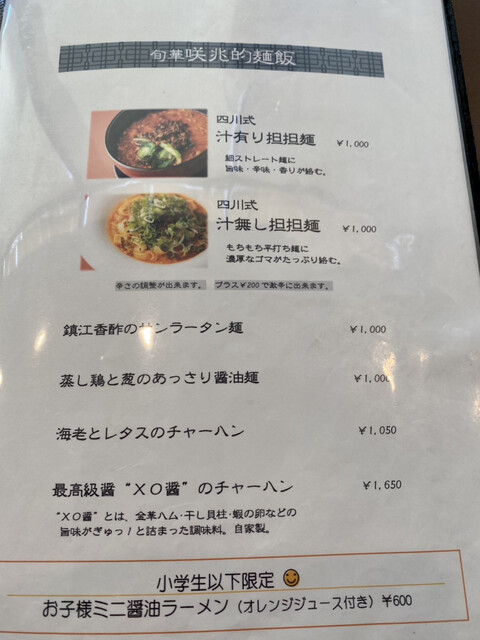 旬華咲兆的麺飯
四川式
汁有り担担麺 ¥1,000
細ストレート麺に
旨味・辛味・香りが絡む。
四川式
汁無し担担麺 ¥1,000
もちもち平打ち麺に
濃厚なゴマがたっぷり絡む。
辛さの調整が出来ます。 プラス¥200で激辛に出来ます。
鎮江香酢のサンラータン麺 ¥1,000
蒸し鶏と葱のあっさり醤油麺 ¥1,000
海老とレタスのチャーハン ¥1,050
最高級醤“XO醤”のチャーハン ¥1,650
“XO醤”とは、金華ハム・干し貝柱・蝦の卵などの
旨味がぎゅっ!と詰まった調味料。自家製。
小学生以下限定
お子様ミニ醤油ラーメン（オレンジジュース付き）¥600